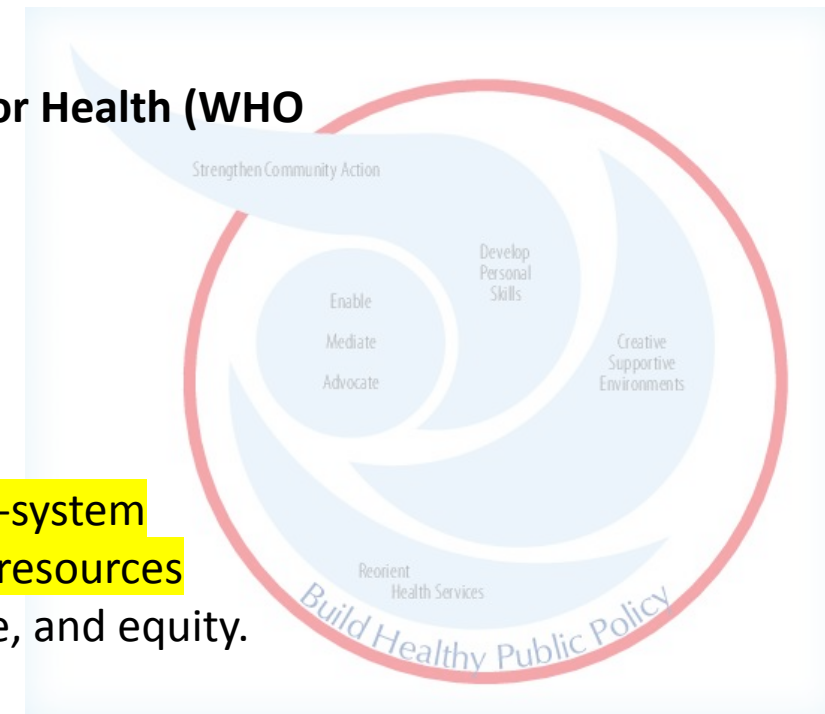 or Health (WHO
Strengthen Community Action
Develop
Personal
Skills
Enable
Mediate
Advocate
Creative
Supportive
Environments
-system
resources
e, and equity.
Reorient
Health Services
Build Healthy Public Policy